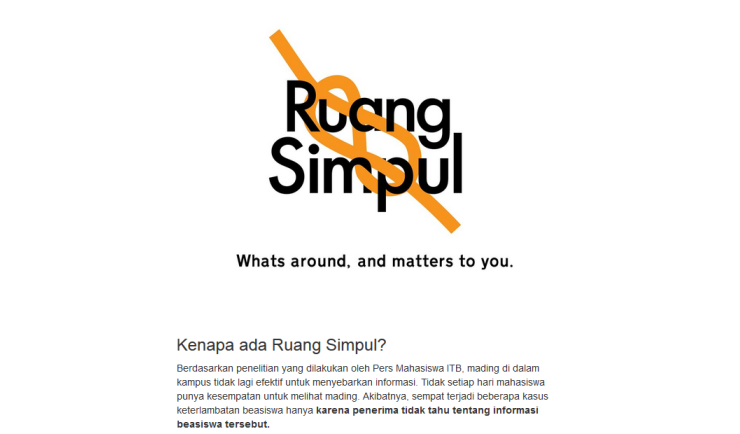 Ruang
Simpul
Whats around, and matters to you.
Kenapa ada Ruang Simpul?
Berdasarkan penelitian yang dilakukan oleh Pers Mahasiswa ITB, mading di dalam
kampus tidak lagi efektif untuk menyebarkan informasi. Tidak setiap hari mahasiswa
punya kesempatan untuk melihat mading. Akibatnya, sempat terjadi beberapa kasus
keterlambatan beasiswa hanya karena penerima tidak tahu tentang informasi
beasiswa tersebut.